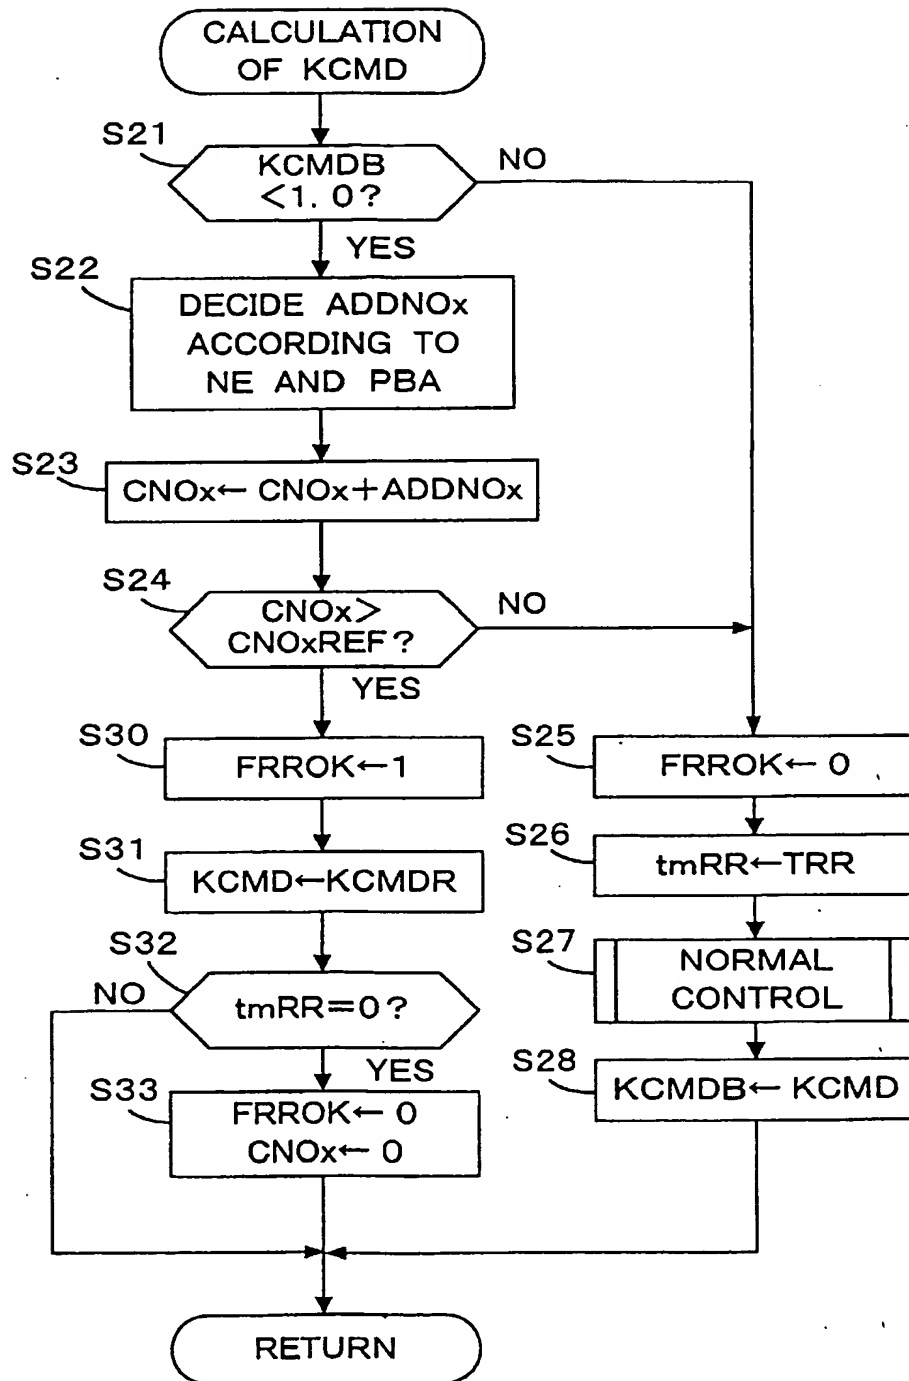 CALCULATION
OF KCMD
S21
KCMDB
<1. 0?
NO
YES
S22
DECIDE ADDNOx
ACCORDING TO
NE AND PBA
S23
CNOx← CNOx+ADDNOx
S24
CNOx>
CNOxREF?
NO
YES
S30
FRROK←1
S25
FRROK← 0
S31
KCMD←KCMDR
S26
tmRR←TRR
S32
NO
tmRR=0?
YES
S27
NORMAL
CONTROL
S33
FRROK← 0
CNOx← 0
S28
KCMDB← KCMD
RETURN